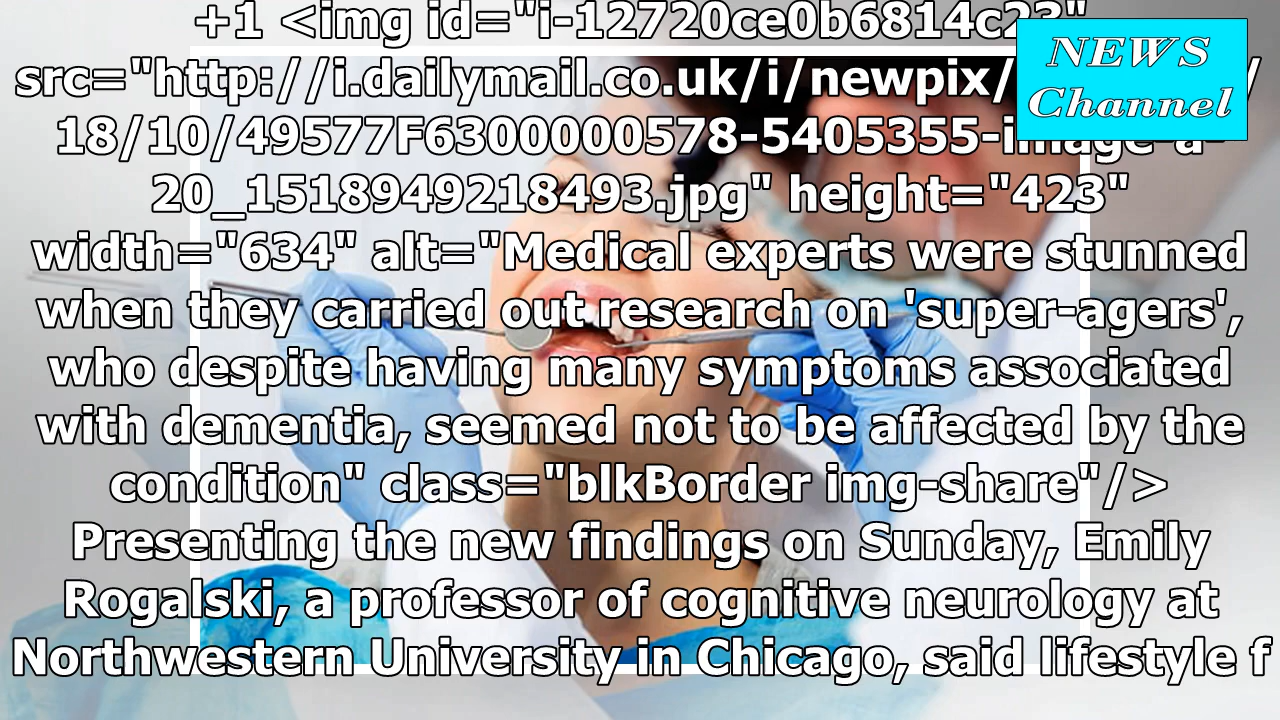 +1 <img id="i-12720ce0b6814c23"
NEWS
Channel
src="http://i.dailymail.co.uk/i/newpix/
18/10/49577F6300000578-5405355-image-a-
20_1518949218493.jpg" height="423"
width="634" alt="Medical experts were stunned
when they carried out research on 'super-agers',
who despite having many symptoms associated
with dementia, seemed not to be affected by the
condition" class="blkBorder img-share"/>
Presenting the new findings on Sunday, Emily
Rogalski, a professor of cognitive neurology at
Northwestern University in Chicago, said lifestyle f